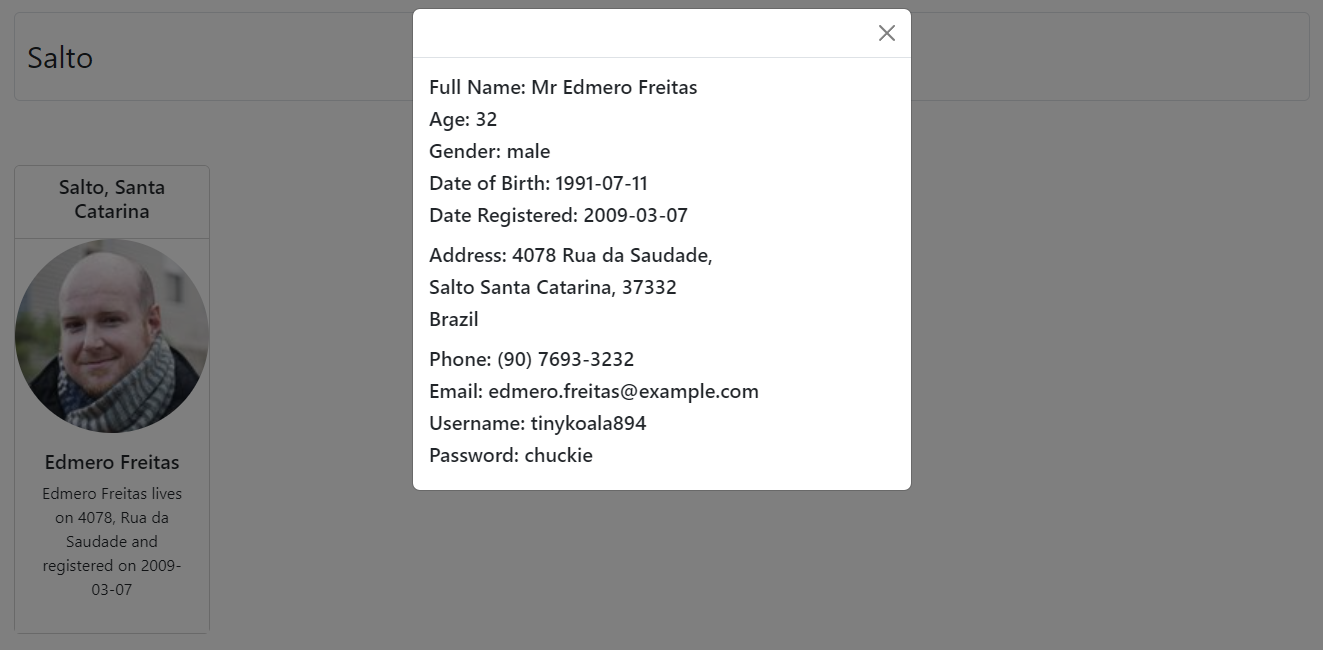 Salto
Salto, Santa
Catarina
Edmero Freitas
Edmero Freitas lives
on 4078, Rua da
Saudade and
registered on 2009-
03-07
Full Name: Mr Edmero Freitas
Age: 32
Gender: male
Date of Birth: 1991-07-11
Date Registered: 2009-03-07
Address: 4078 Rua da Saudade,
Salto Santa Catarina, 37332
Brazil
Phone: (90) 7693-3232
Email: edmero.freitas@example.com
Username: tinykoala894
Password: chuckie